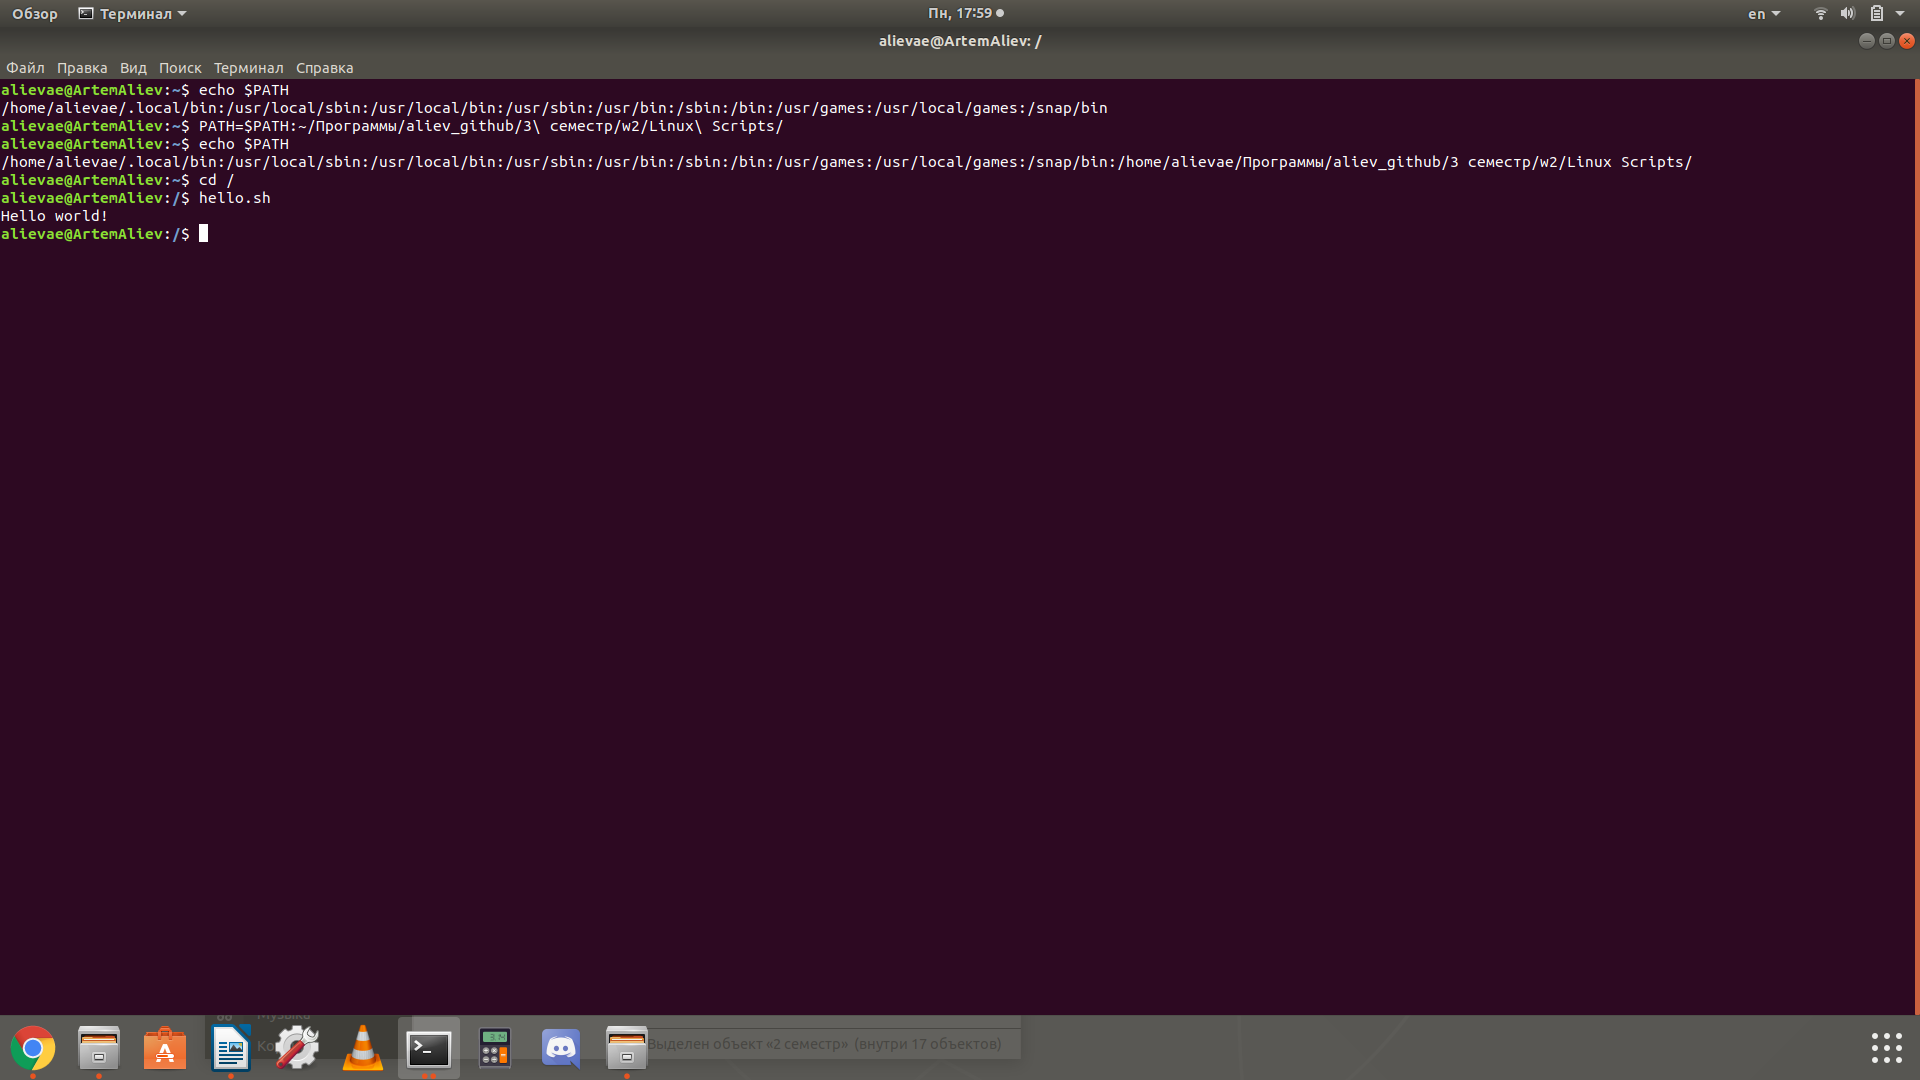 Обзор Терминал Пн, 17:59 en
alievae@ArtemAliev: /
Файл Правка Вид Поиск Терминал Справка
alievae@ArtemAliev:~$ echo $PATH
/home/alievae/.local/bin:/usr/local/sbin:/usr/local/bin:/usr/sbin:/usr/bin:/sbin:/bin:/usr/games:/usr/local/games:/snap/bin
alievae@ArtemAliev:~$ PATH=$PATH:~/Программы/aliev_github/3\ семестр/w2/Linux\ Scripts/
alievae@ArtemAliev:~$ echo $PATH
/home/alievae/.local/bin:/usr/local/sbin:/usr/local/bin:/usr/sbin:/usr/bin:/sbin:/bin:/usr/games:/usr/local/games:/snap/bin:/home/alievae/Программы/aliev_github/3 семестр/w2/Linux Scripts/
alievae@ArtemAliev:~$ cd /
alievae@ArtemAliev:/$ hello.sh
Hello world!
alievae@ArtemAliev:/$
Музыка
3.14
Выделен объект «2 семестр» (внутри 17 объектов)